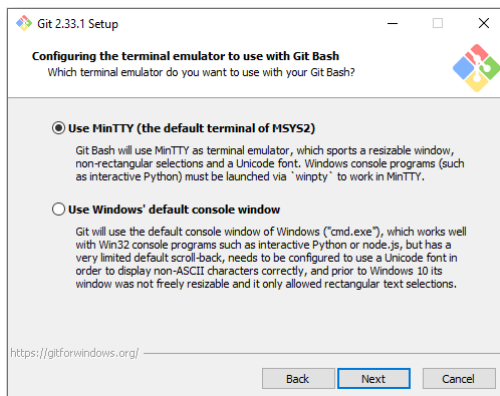 Git 2.33.1 Setup
Configuring the terminal emulator to use with Git Bash
Which terminal emulator do you want to use with your Git Bash?
Use MinTTY (the default terminal of MSYS2)
Git Bash will use MinTTY as terminal emulator, which sports a resizable window,
non-rectangular selections and a Unicode font. Windows console programs (such
as interactive Python) must be launched via `winpty` to work in MinTTY.
Use Windows' default console window
Git will use the default console window of Windows ("cmd.exe"), which works well
with Win32 console programs such as interactive Python or node.js, but has a
very limited default scroll-back, needs to be configured to use a Unicode font in
order to display non-ASCII characters correctly, and prior to Windows 10 its
window was not freely resizable and it only allowed rectangular text selections.
https://gitforwindows.org/
Back Next Cancel